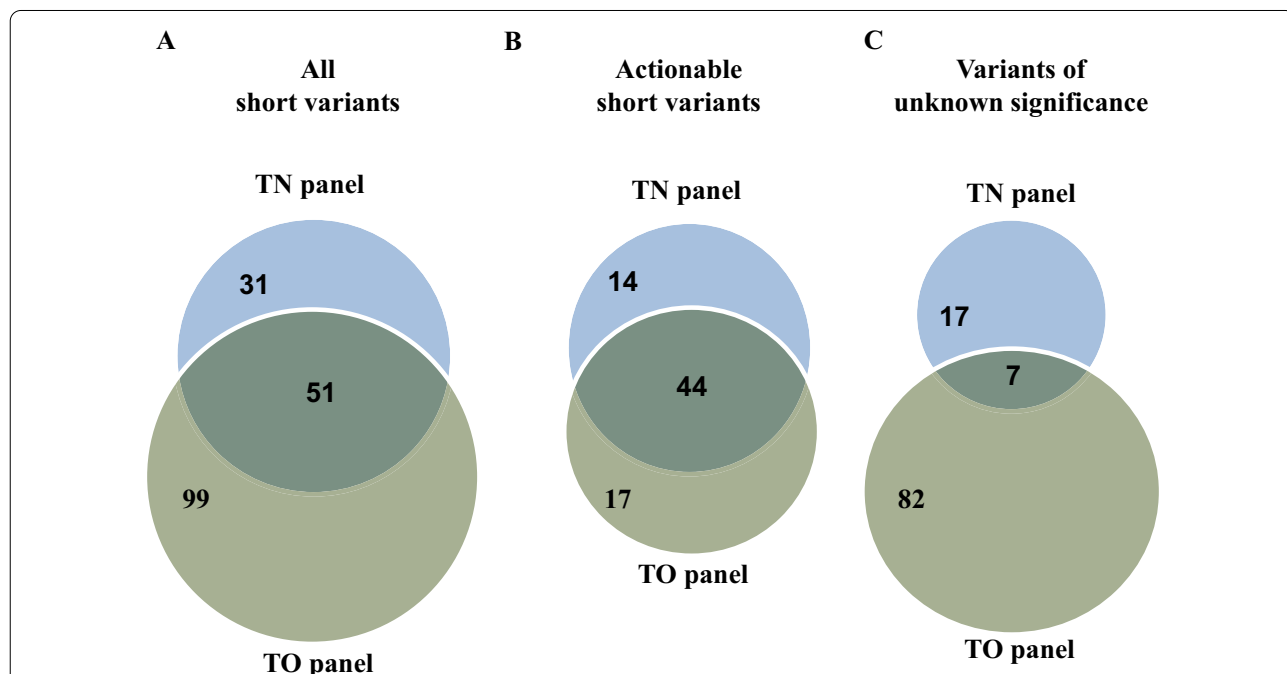 A
All
short variants
TN panel
31
51
99
TO panel
B
Actionable
short variants
TN panel
14
44
17
TO panel
C
Variants of
unknown significance
TN panel
17
7
82
TO panel